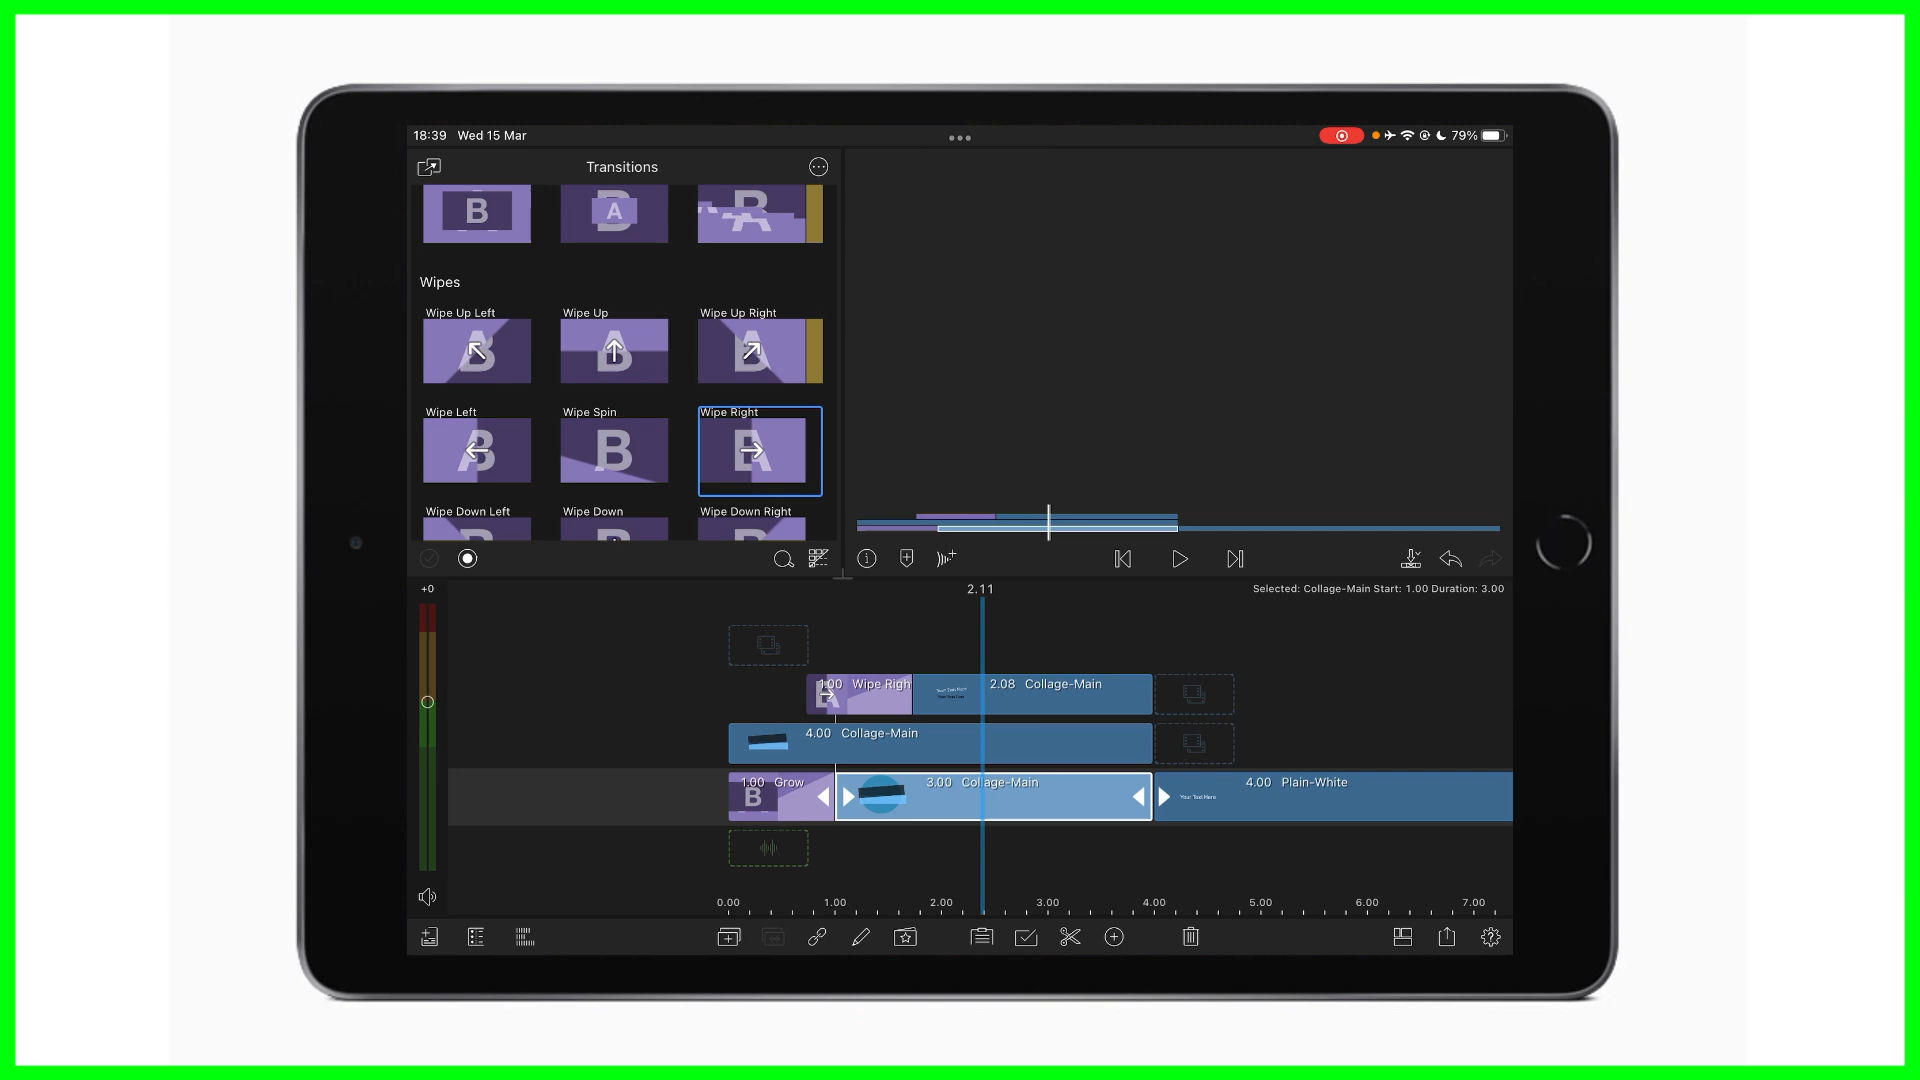 18:39 Wed 15 Mar
79%
Transitions
B
B
A
B
A
Wipes
Wipe Up Left Wipe Up Wipe Up Right
Wipe Left Wipe Spin Wipe Right
B
Wipe Down Left Wipe Down Wipe Down Right
+0
2.11
Selected: Collage-Main Start: 1.00 Duration: 3.00
1.00 Wipe Righ
Your Text Here
2.08 Collage-Main
4.00 Collage-Main
1.00 Grow
B
3.00 Collage-Main
Your Text Here
4.00 Plain-White
0.00 1.00 2.00 3.00 4.00 5.00 6.00 7.00